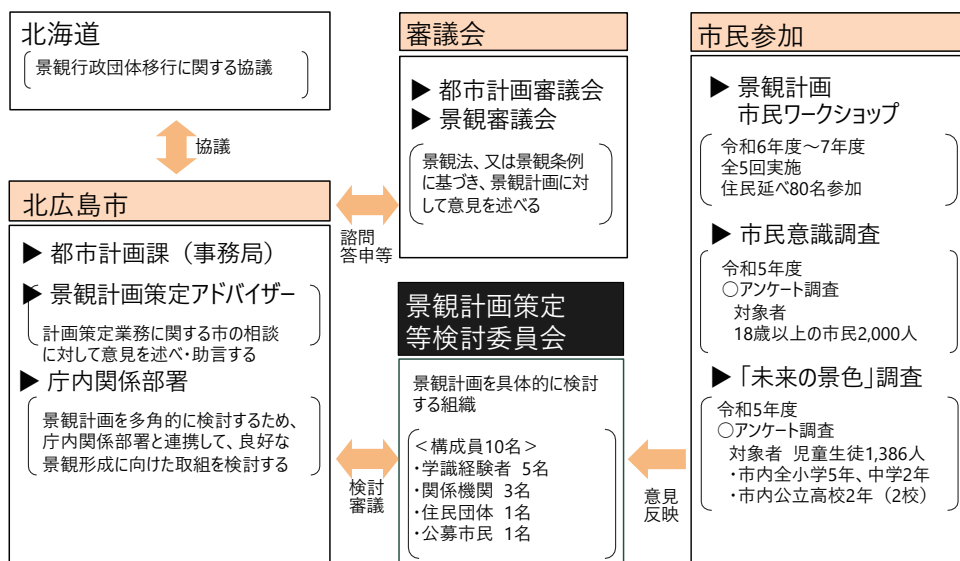 北海道
景観行政団体移行に関する協議
協議
北広島市
▶ 都市計画課（事務局）
▶ 景観計画策定アドバイザー
計画策定業務に関する市の相談
に対して意見を述べ・助言する
▶ 庁内関係部署
景観計画を多角的に検討するため、
庁内関係部署と連携して、良好な
景観形成に向けた取組を検討する
諮問
答申等
検討
審議
審議会
▶ 都市計画審議会
▶ 景観審議会
景観法、又は景観条例
に基づき、景観計画に対
して意見を述べる
景観計画策定
等検討委員会
景観計画を具体的に検討
する組織
＜構成員10名＞
・学識経験者 5名
・関係機関 3名
・住民団体 1名
・公募市民 1名
意見
反映
市民参加
▶ 景観計画
市民ワークショップ
令和6年度～7年度
全5回実施
住民延べ80名参加
▶ 市民意識調査
令和5年度
○アンケート調査
対象者
18歳以上の市民2,000人
▶ 「未来の景色」調査
令和5年度
○アンケート調査
対象者 児童生徒1,386人
・市内全小学5年、中学2年
・市内公立高校2年（2校）